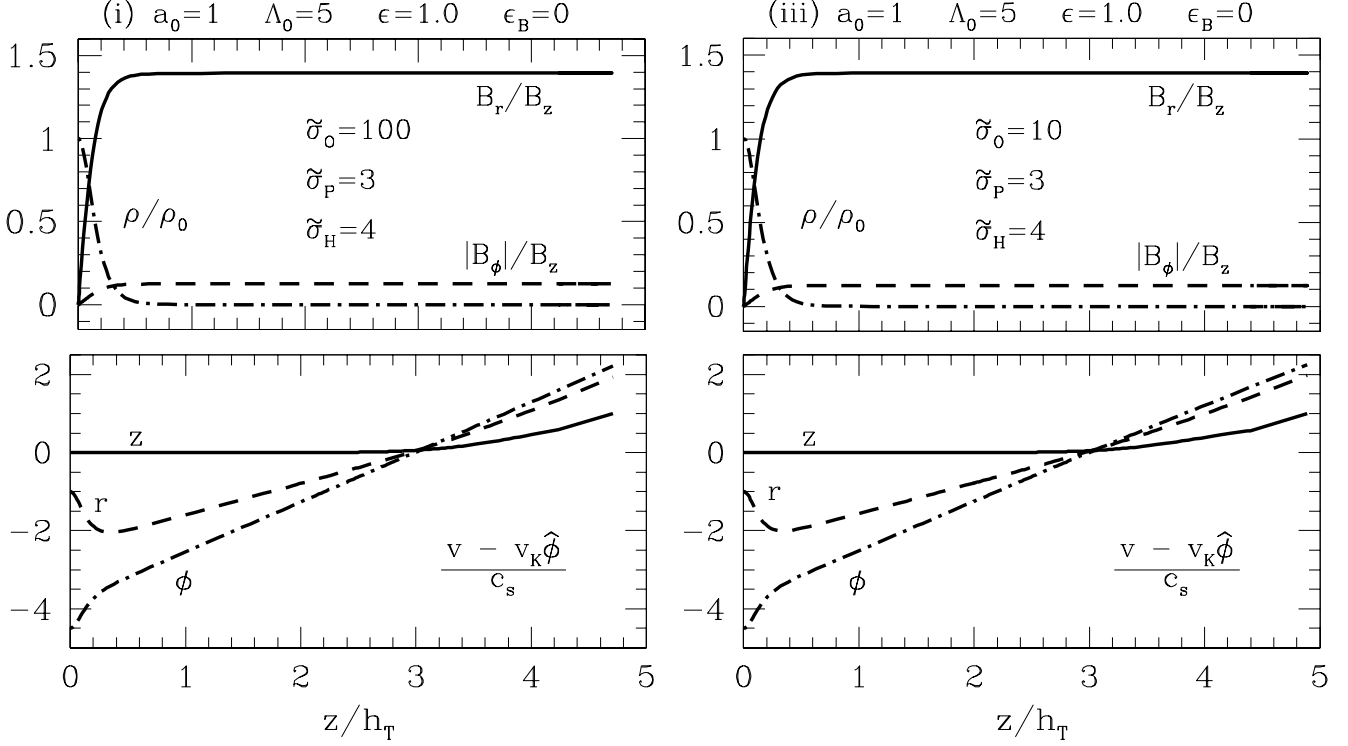 (i) a₀=1 Λ₀=5 ϵ=1.0 ϵ_B=0
1.5
1
0.5
0
B_r/B_z
σ̃_O=100
σ̃_P=3
σ̃_H=4
ρ/ρ₀
|B_ϕ|/B_z
2
0
−2
−4
z
r
ϕ
v − v_K ϕ̂
c_s
0 1 2 3 4 5
z/h_T
(iii) a₀=1 Λ₀=5 ϵ=1.0 ϵ_B=0
1.5
1
0.5
0
B_r/B_z
σ̃_O=10
σ̃_P=3
σ̃_H=4
ρ/ρ₀
|B_ϕ|/B_z
2
0
−2
−4
z
r
ϕ
v − v_K ϕ̂
c_s
0 1 2 3 4 5
z/h_T